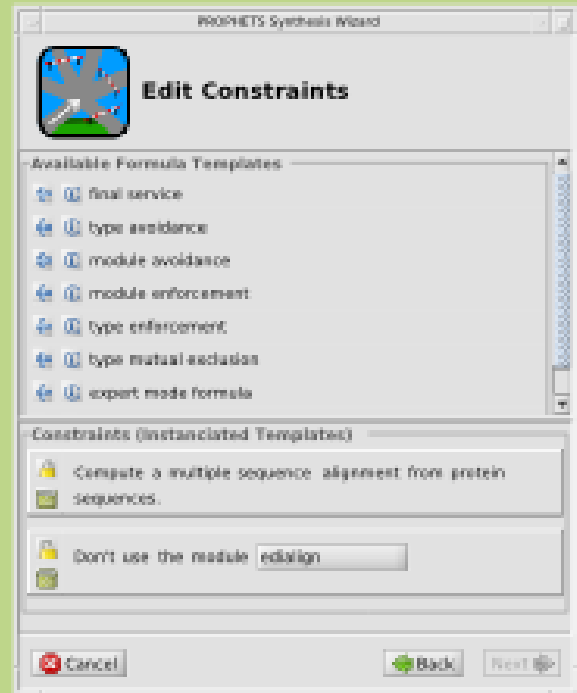 PROPHETS Synthesis Wizard
Edit Constraints
Available Formula Templates
final service
type avoidance
module avoidance
module enforcement
type enforcement
type mutual exclusion
expert mode formula
Constraints (Instanciated Templates)
Compute a multiple sequence alignment from protein
sequences.
Don't use the module edialign
Cancel Back Next